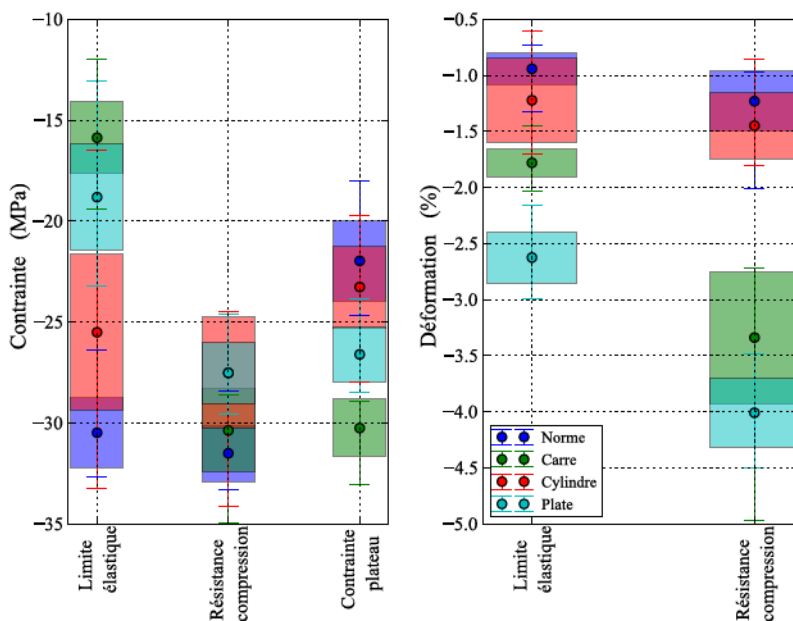 Contrainte (MPa)
−10
−15
−20
−25
−30
−35
Limite
élastique
Résistance
compression
Contrainte
plateau
Déformation (%)
−0.5
−1.0
−1.5
−2.0
−2.5
−3.0
−3.5
−4.0
−4.5
−5.0
Norme
Carre
Cylindre
Plate
Limite
élastique
Résistance
compression